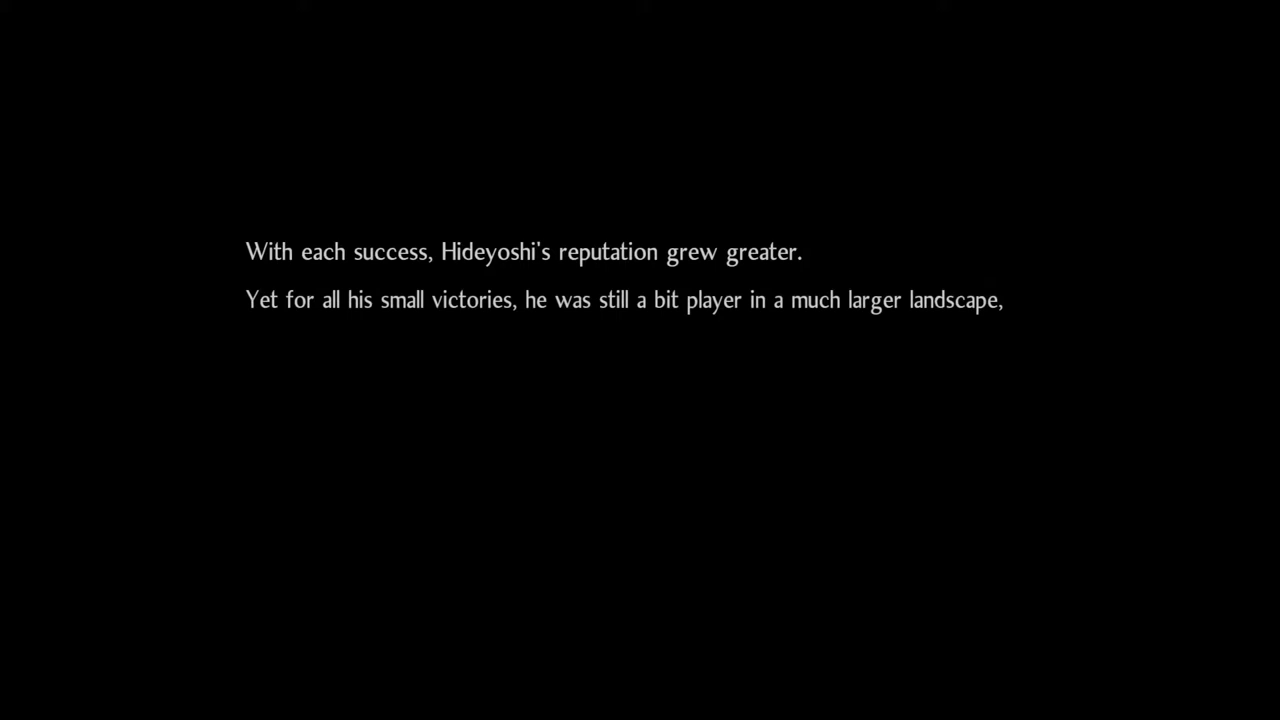 With each success, Hideyoshi's reputation grew greater.
Yet for all his small victories, he was still a bit player in a much larger landscape,